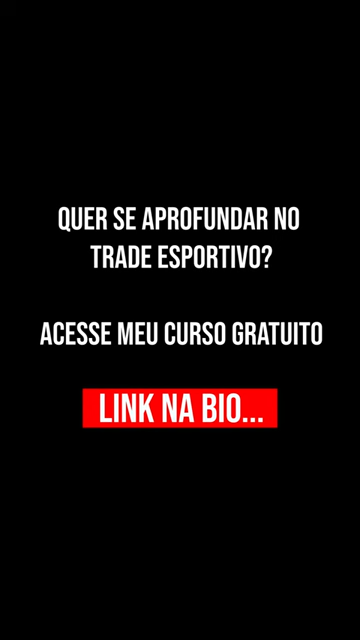 QUER SE APROFUNDAR NO
TRADE ESPORTIVO?
ACESSE MEU CURSO GRATUITO
LINK NA BIO...